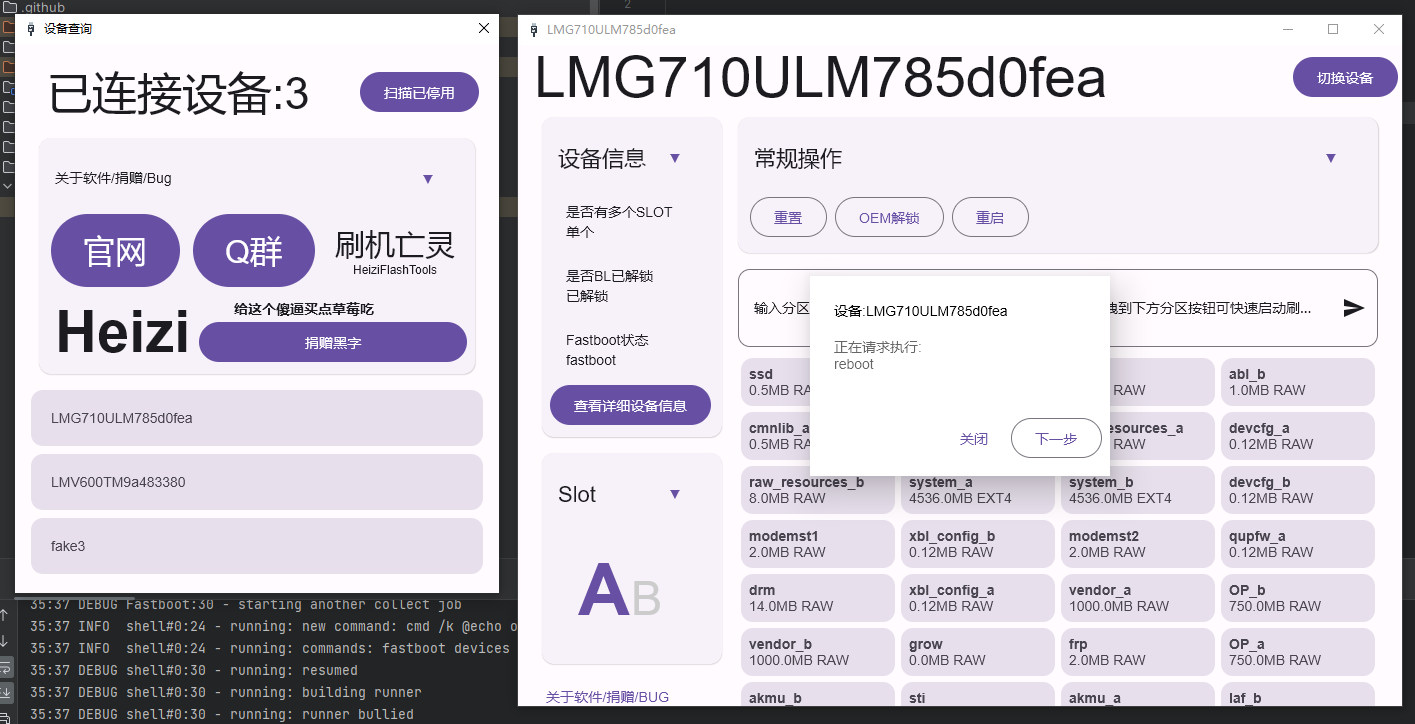 .github
2
设备查询
已连接设备:3
扫描已停用
关于软件/捐赠/Bug
▼
官网
Q群
刷机亡灵
HeiziFlashTools
Heizi
给这个傻逼买点草莓吃
捐赠黑字
LMG710ULM785d0fea
LMV600TM9a483380
fake3
35:37 DEBUG Fastboot:30 - starting another collect job
35:37 INFO  shell#0:24 - running: new command: cmd /k @echo o
35:37 INFO  shell#0:24 - running: commands: fastboot devices
35:37 DEBUG shell#0:30 - running: resumed
35:37 DEBUG shell#0:30 - running: building runner
35:37 DEBUG shell#0:30 - running: runner bullied
LMG710ULM785d0fea
LMG710ULM785d0fea
切换设备
设备信息 ▼
是否有多个SLOT
单个
是否BL已解锁
已解锁
Fastboot状态
fastboot
查看详细设备信息
Slot ▼
AB
关于软件/捐赠/BUG
常规操作 ▼
重置
OEM解锁
重启
输入分区
拽到下方分区按钮可快速启动刷...
设备:LMG710ULM785d0fea
正在请求执行:
reboot
关闭
下一步
ssd
0.5MB RA
RAW
abl_b
1.0MB RAW
cmnlib_a
0.5MB RA
esources_a
RAW
devcfg_a
0.12MB RAW
raw_resources_b
8.0MB RAW
system_a
4536.0MB EXT4
system_b
4536.0MB EXT4
devcfg_b
0.12MB RAW
modemst1
2.0MB RAW
xbl_config_b
0.12MB RAW
modemst2
2.0MB RAW
qupfw_a
0.12MB RAW
drm
14.0MB RAW
xbl_config_a
0.12MB RAW
vendor_a
1000.0MB RAW
OP_b
750.0MB RAW
vendor_b
1000.0MB RAW
grow
0.0MB RAW
frp
2.0MB RAW
OP_a
750.0MB RAW
akmu_b
sti
akmu_a
laf_b